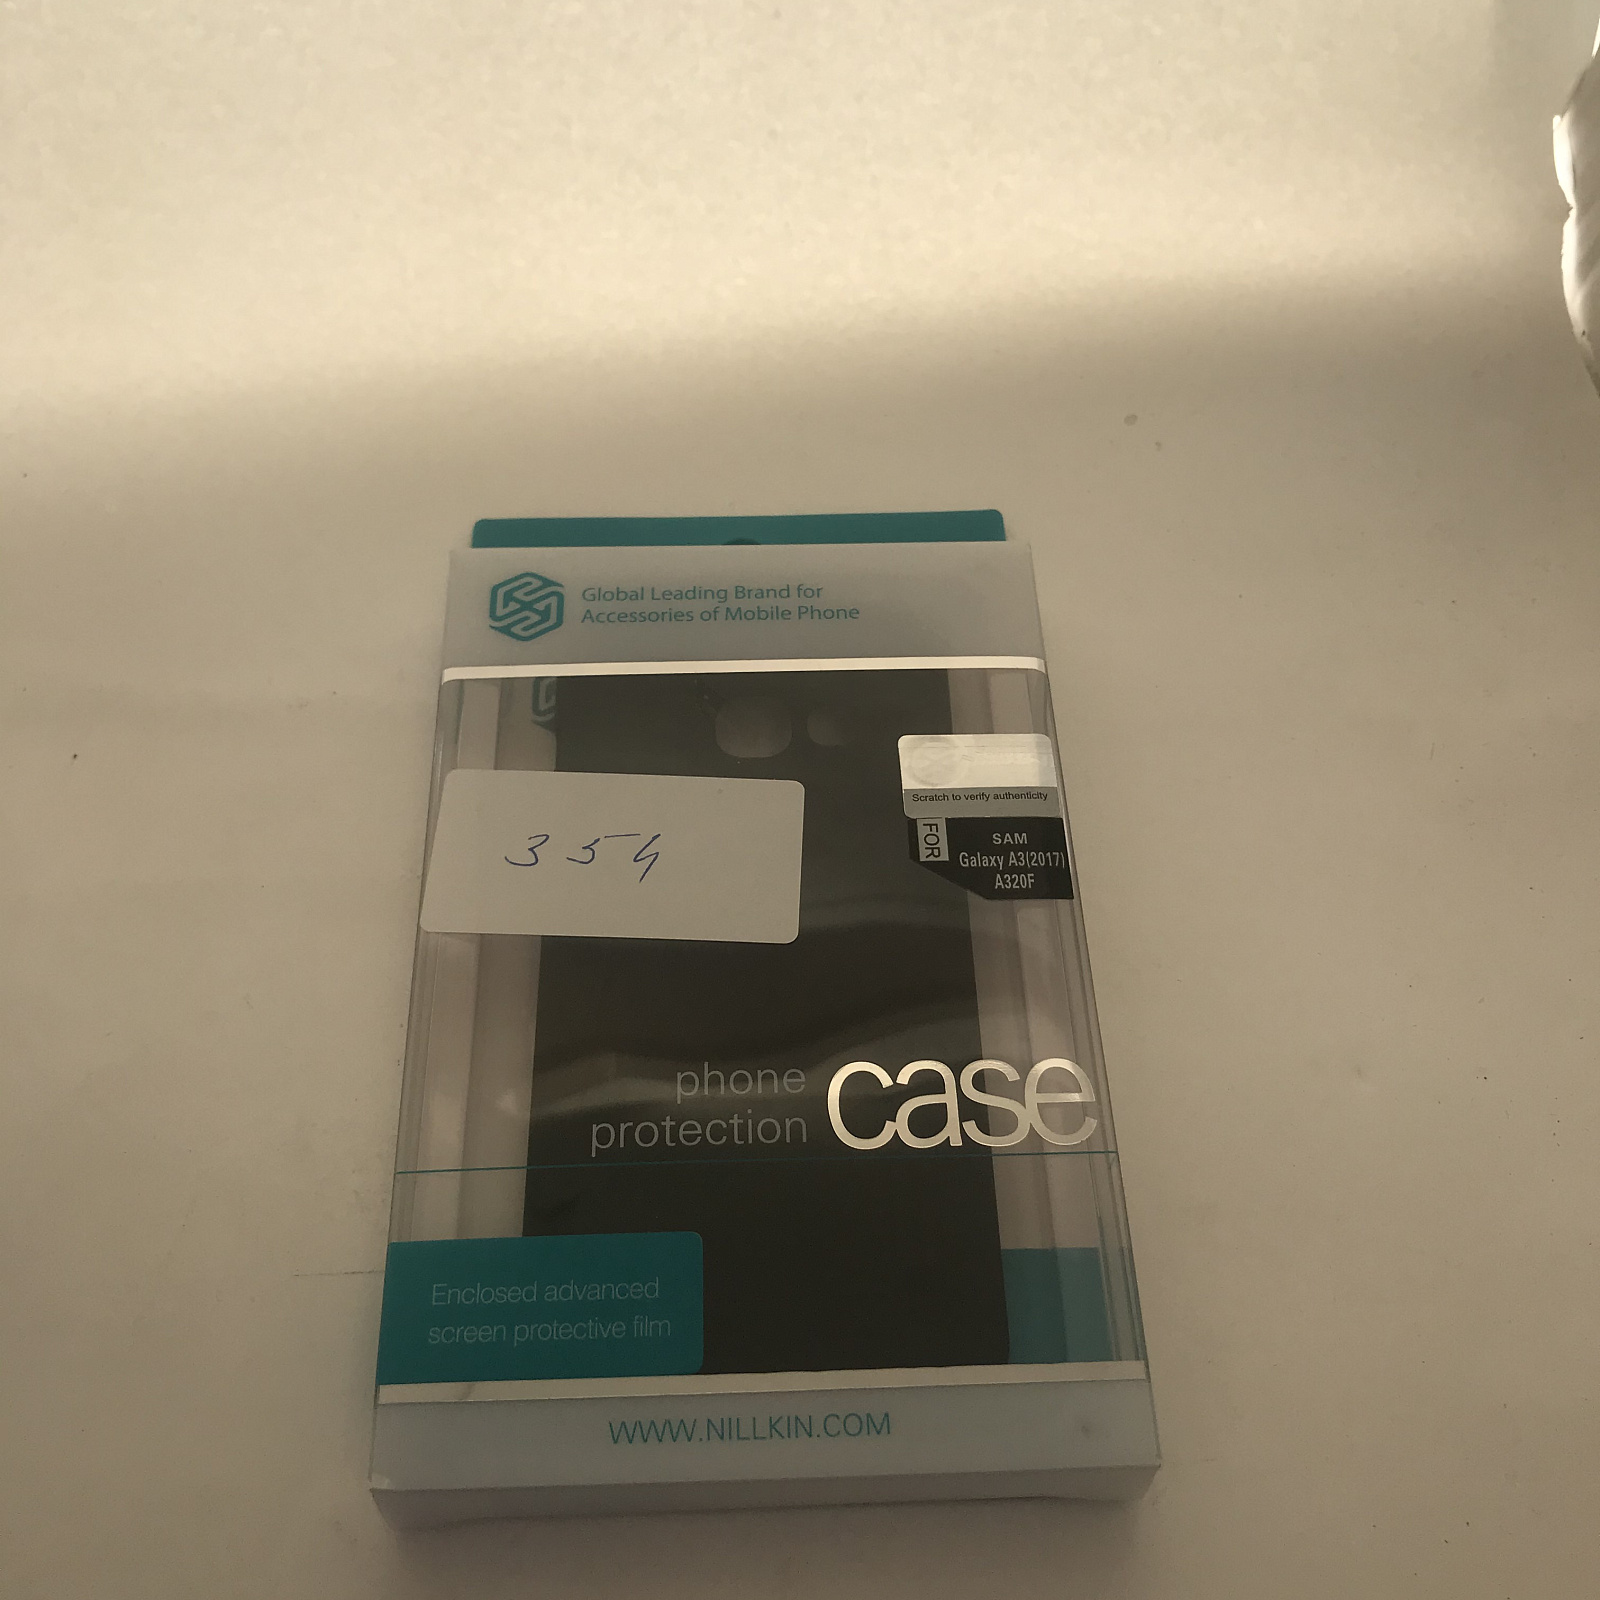 Global Leading Brand for
Accessories of Mobile Phone
Scratch to verify authenticity
FOR
SAM
Galaxy A3(2017)
A320F
354
phone
protection
case
Enclosed advanced
screen protective film
WWW.NILLKIN.COM